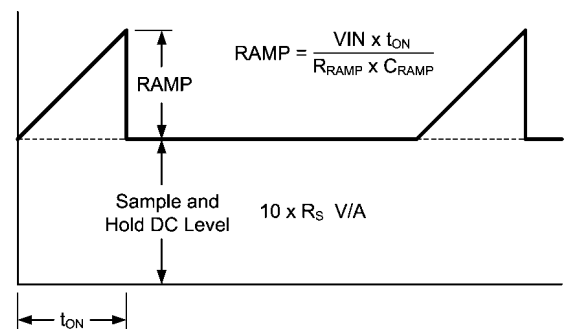 RAMP = VIN x tON / RRAMP x CRAMP
RAMP
Sample and
Hold DC Level
10 x RS V/A
tON